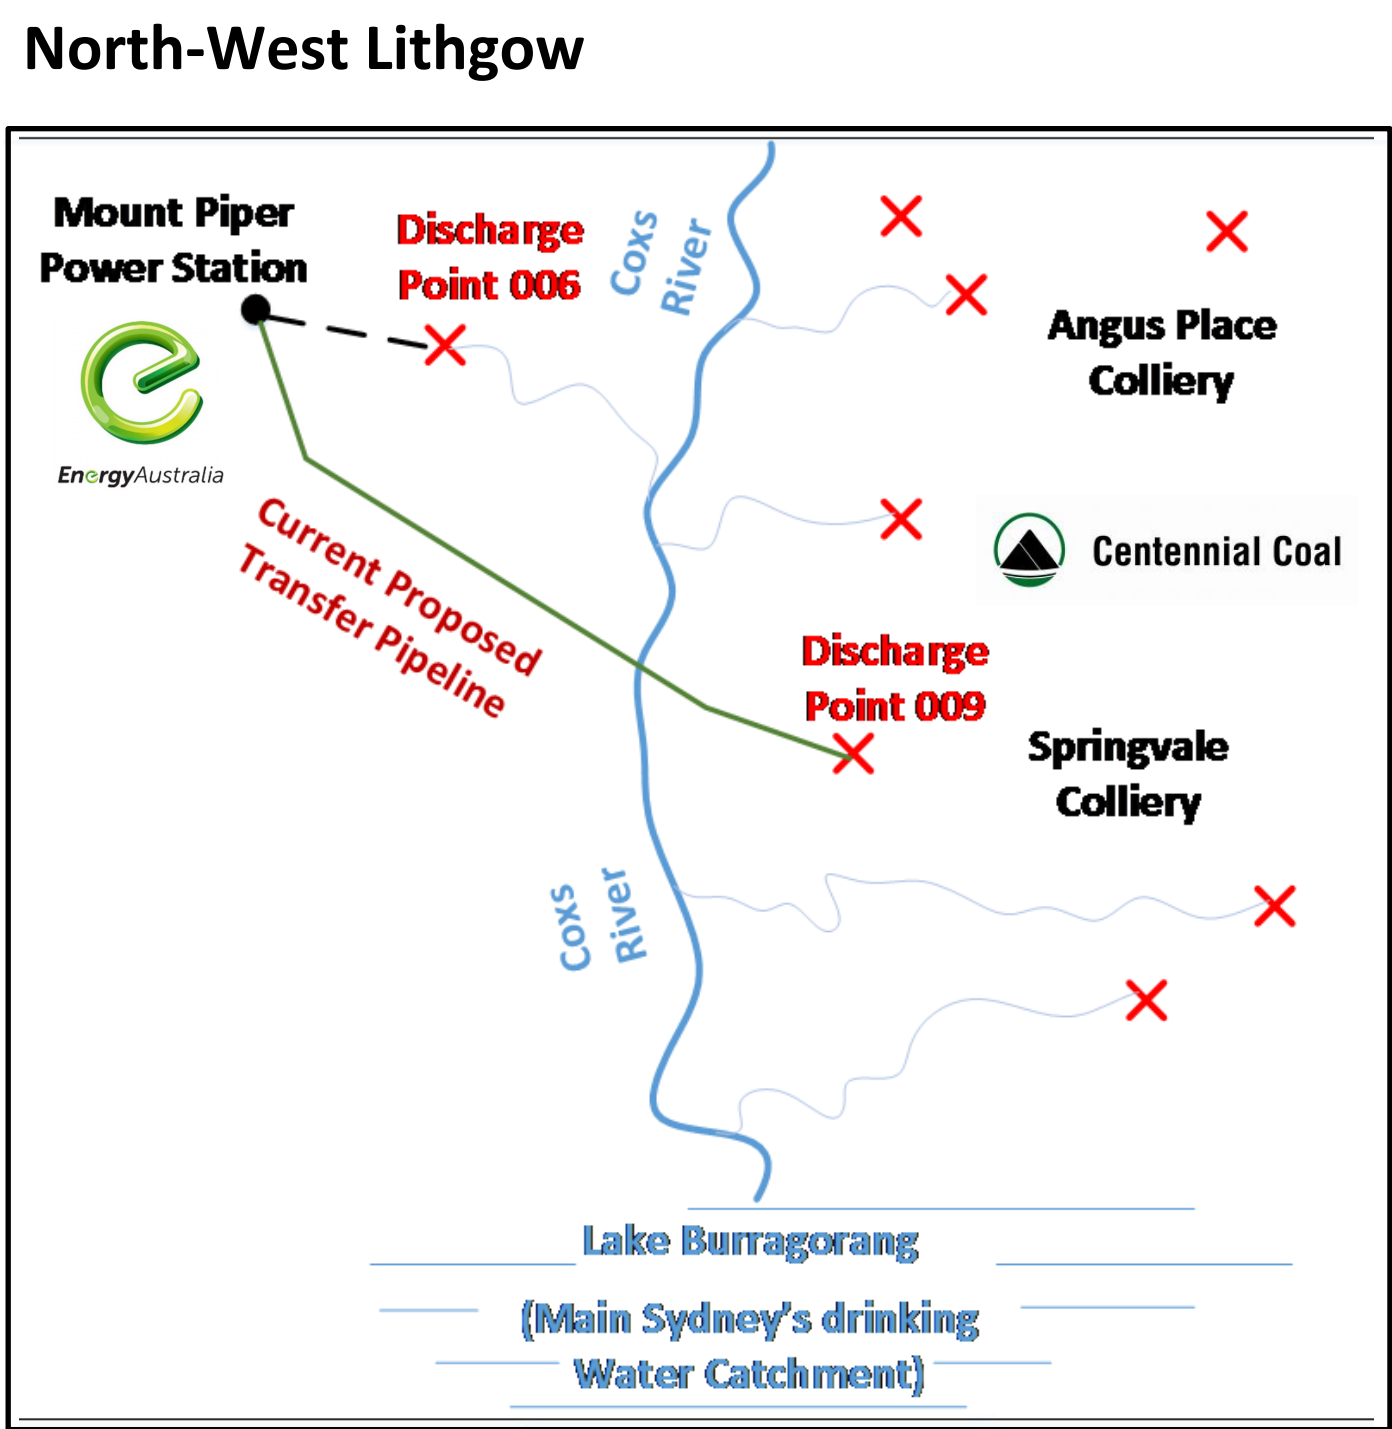 North-West Lithgow
Mount Piper
Power Station
Discharge
Point 006
Coxs
River
EnergyAustralia
Angus Place
Colliery
Current Proposed
Transfer Pipeline
Centennial Coal
Discharge
Point 009
Springvale
Colliery
Coxs
River
Lake Burragorang
(Main Sydney's drinking
Water Catchment)